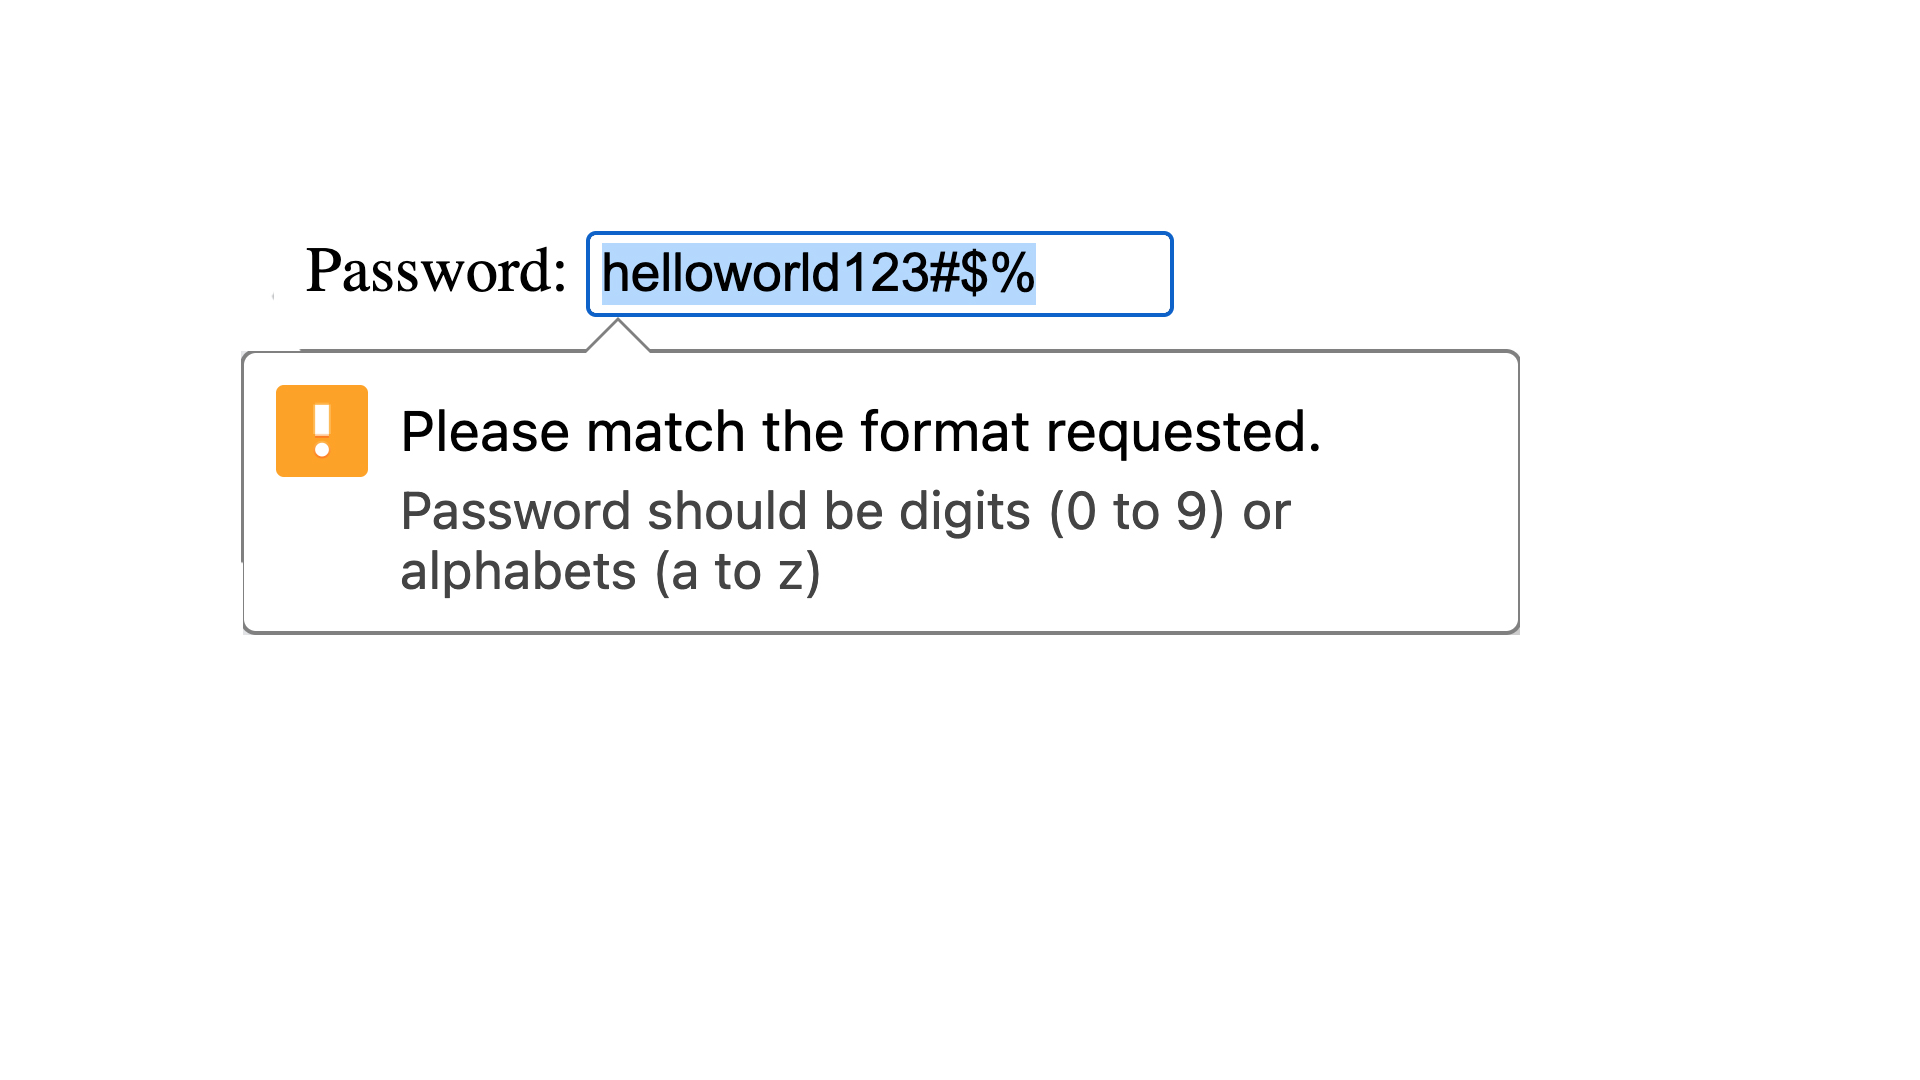 Password: helloworld123#$%
Please match the format requested.
Password should be digits (0 to 9) or
alphabets (a to z)